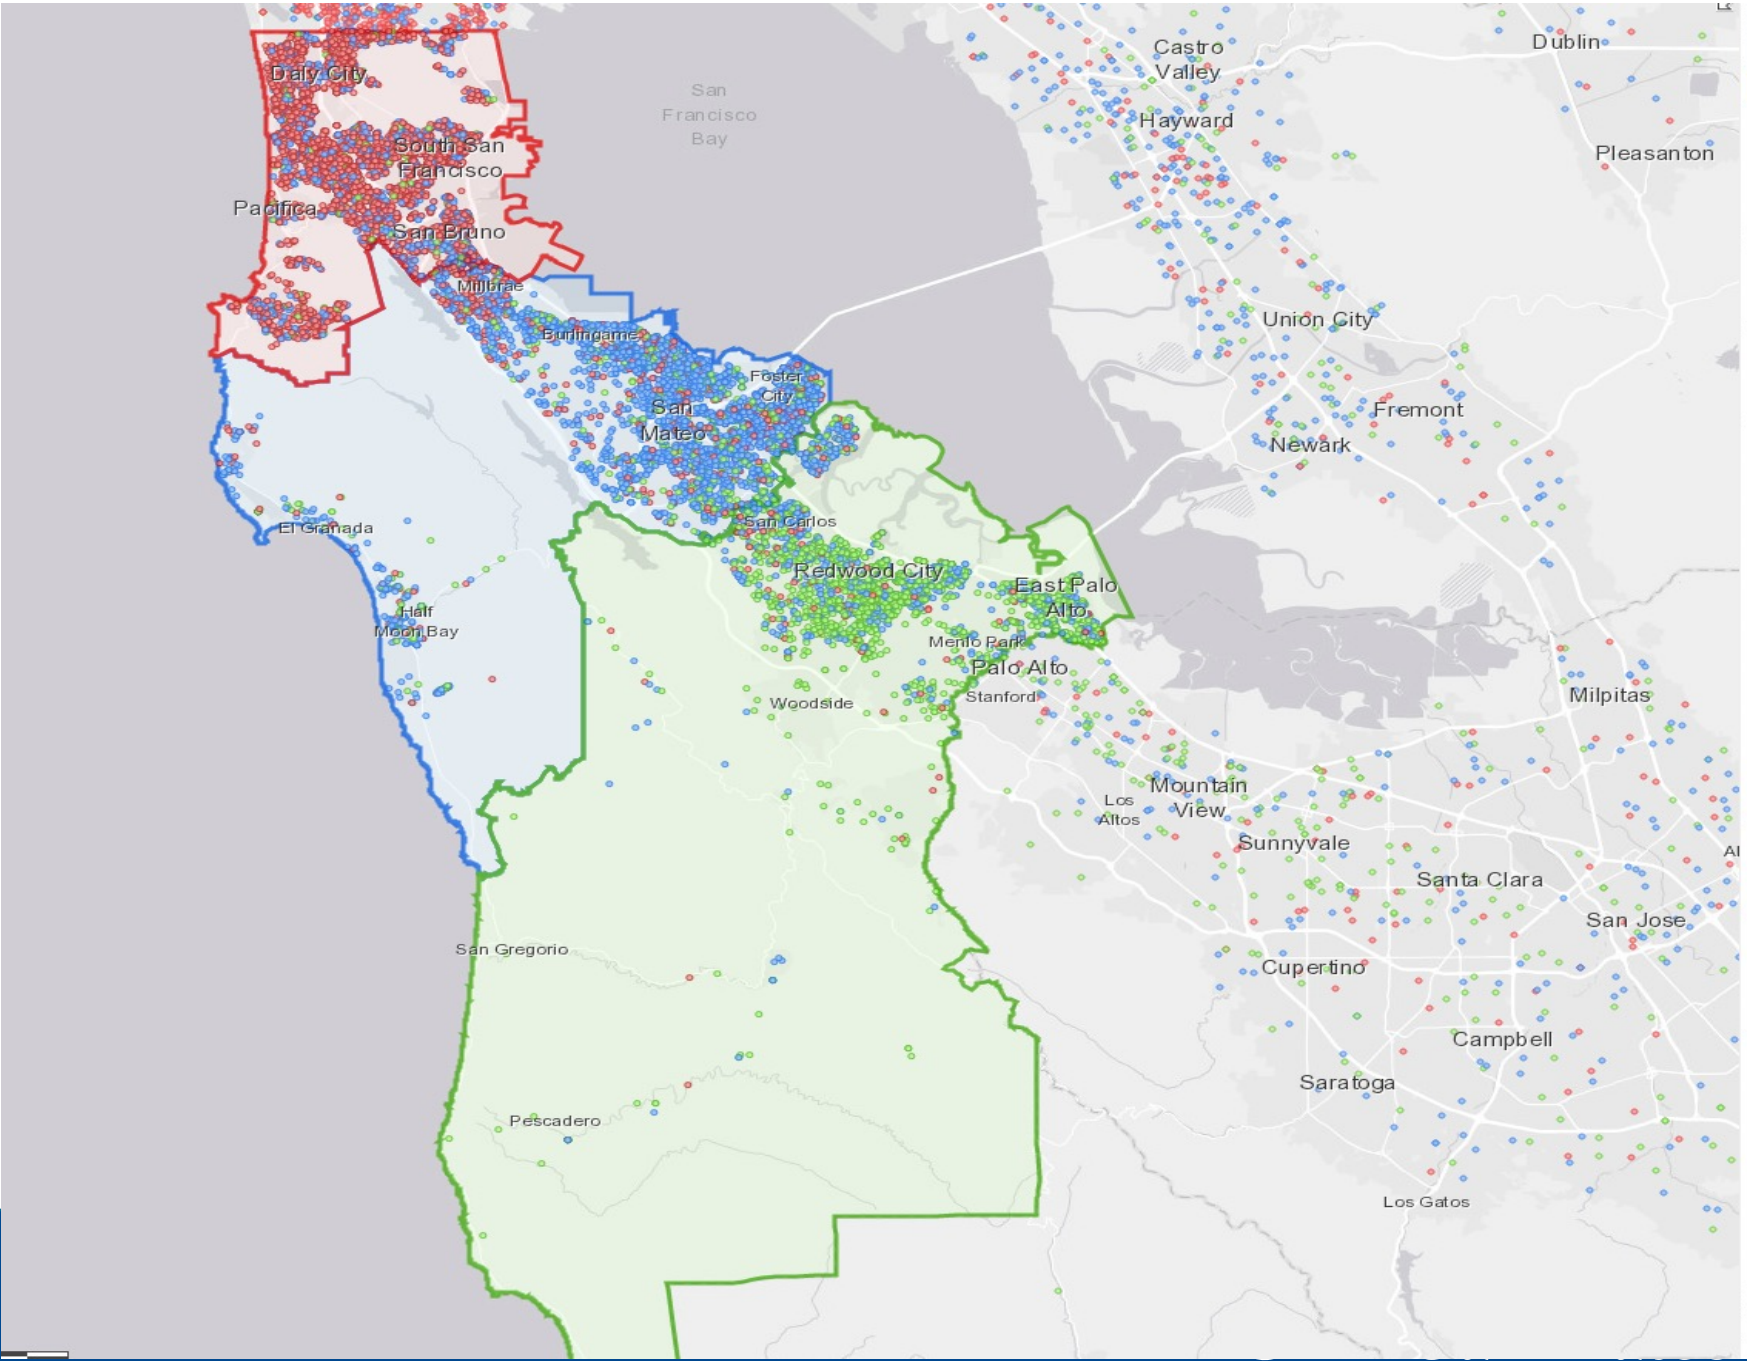 Dublin
Castro
Valley
Daly City
San
Francisco
Bay
Hayward
South San
Francisco
Pleasanton
Pacifica
San Bruno
Millbrae
Union City
Burlingame
Foster
City
San
Mateo
Fremont
Newark
San Carlos
El Granada
Redwood City
East Palo
Alto
Half
Moon Bay
Menlo Park
Palo Alto
Stanford
Woodside
Milpitas
Mountain
View
Los
Altos
Sunnyvale
Al
Santa Clara
San Jose
San Gregorio
Cupertino
Campbell
Saratoga
Pescadero
Los Gatos